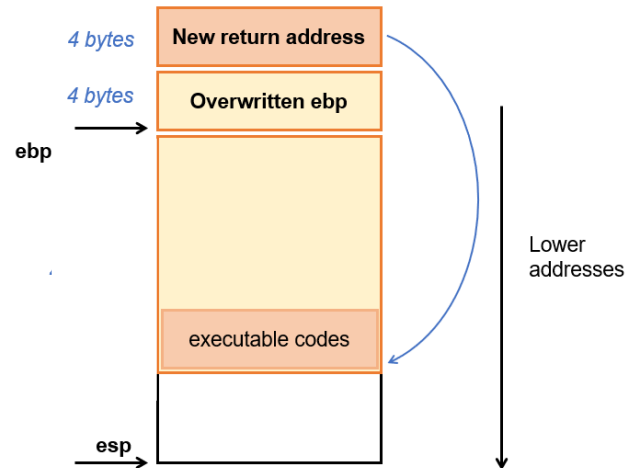 4 bytes
New return address
4 bytes
Overwritten ebp
ebp
Lower
addresses
executable codes
esp